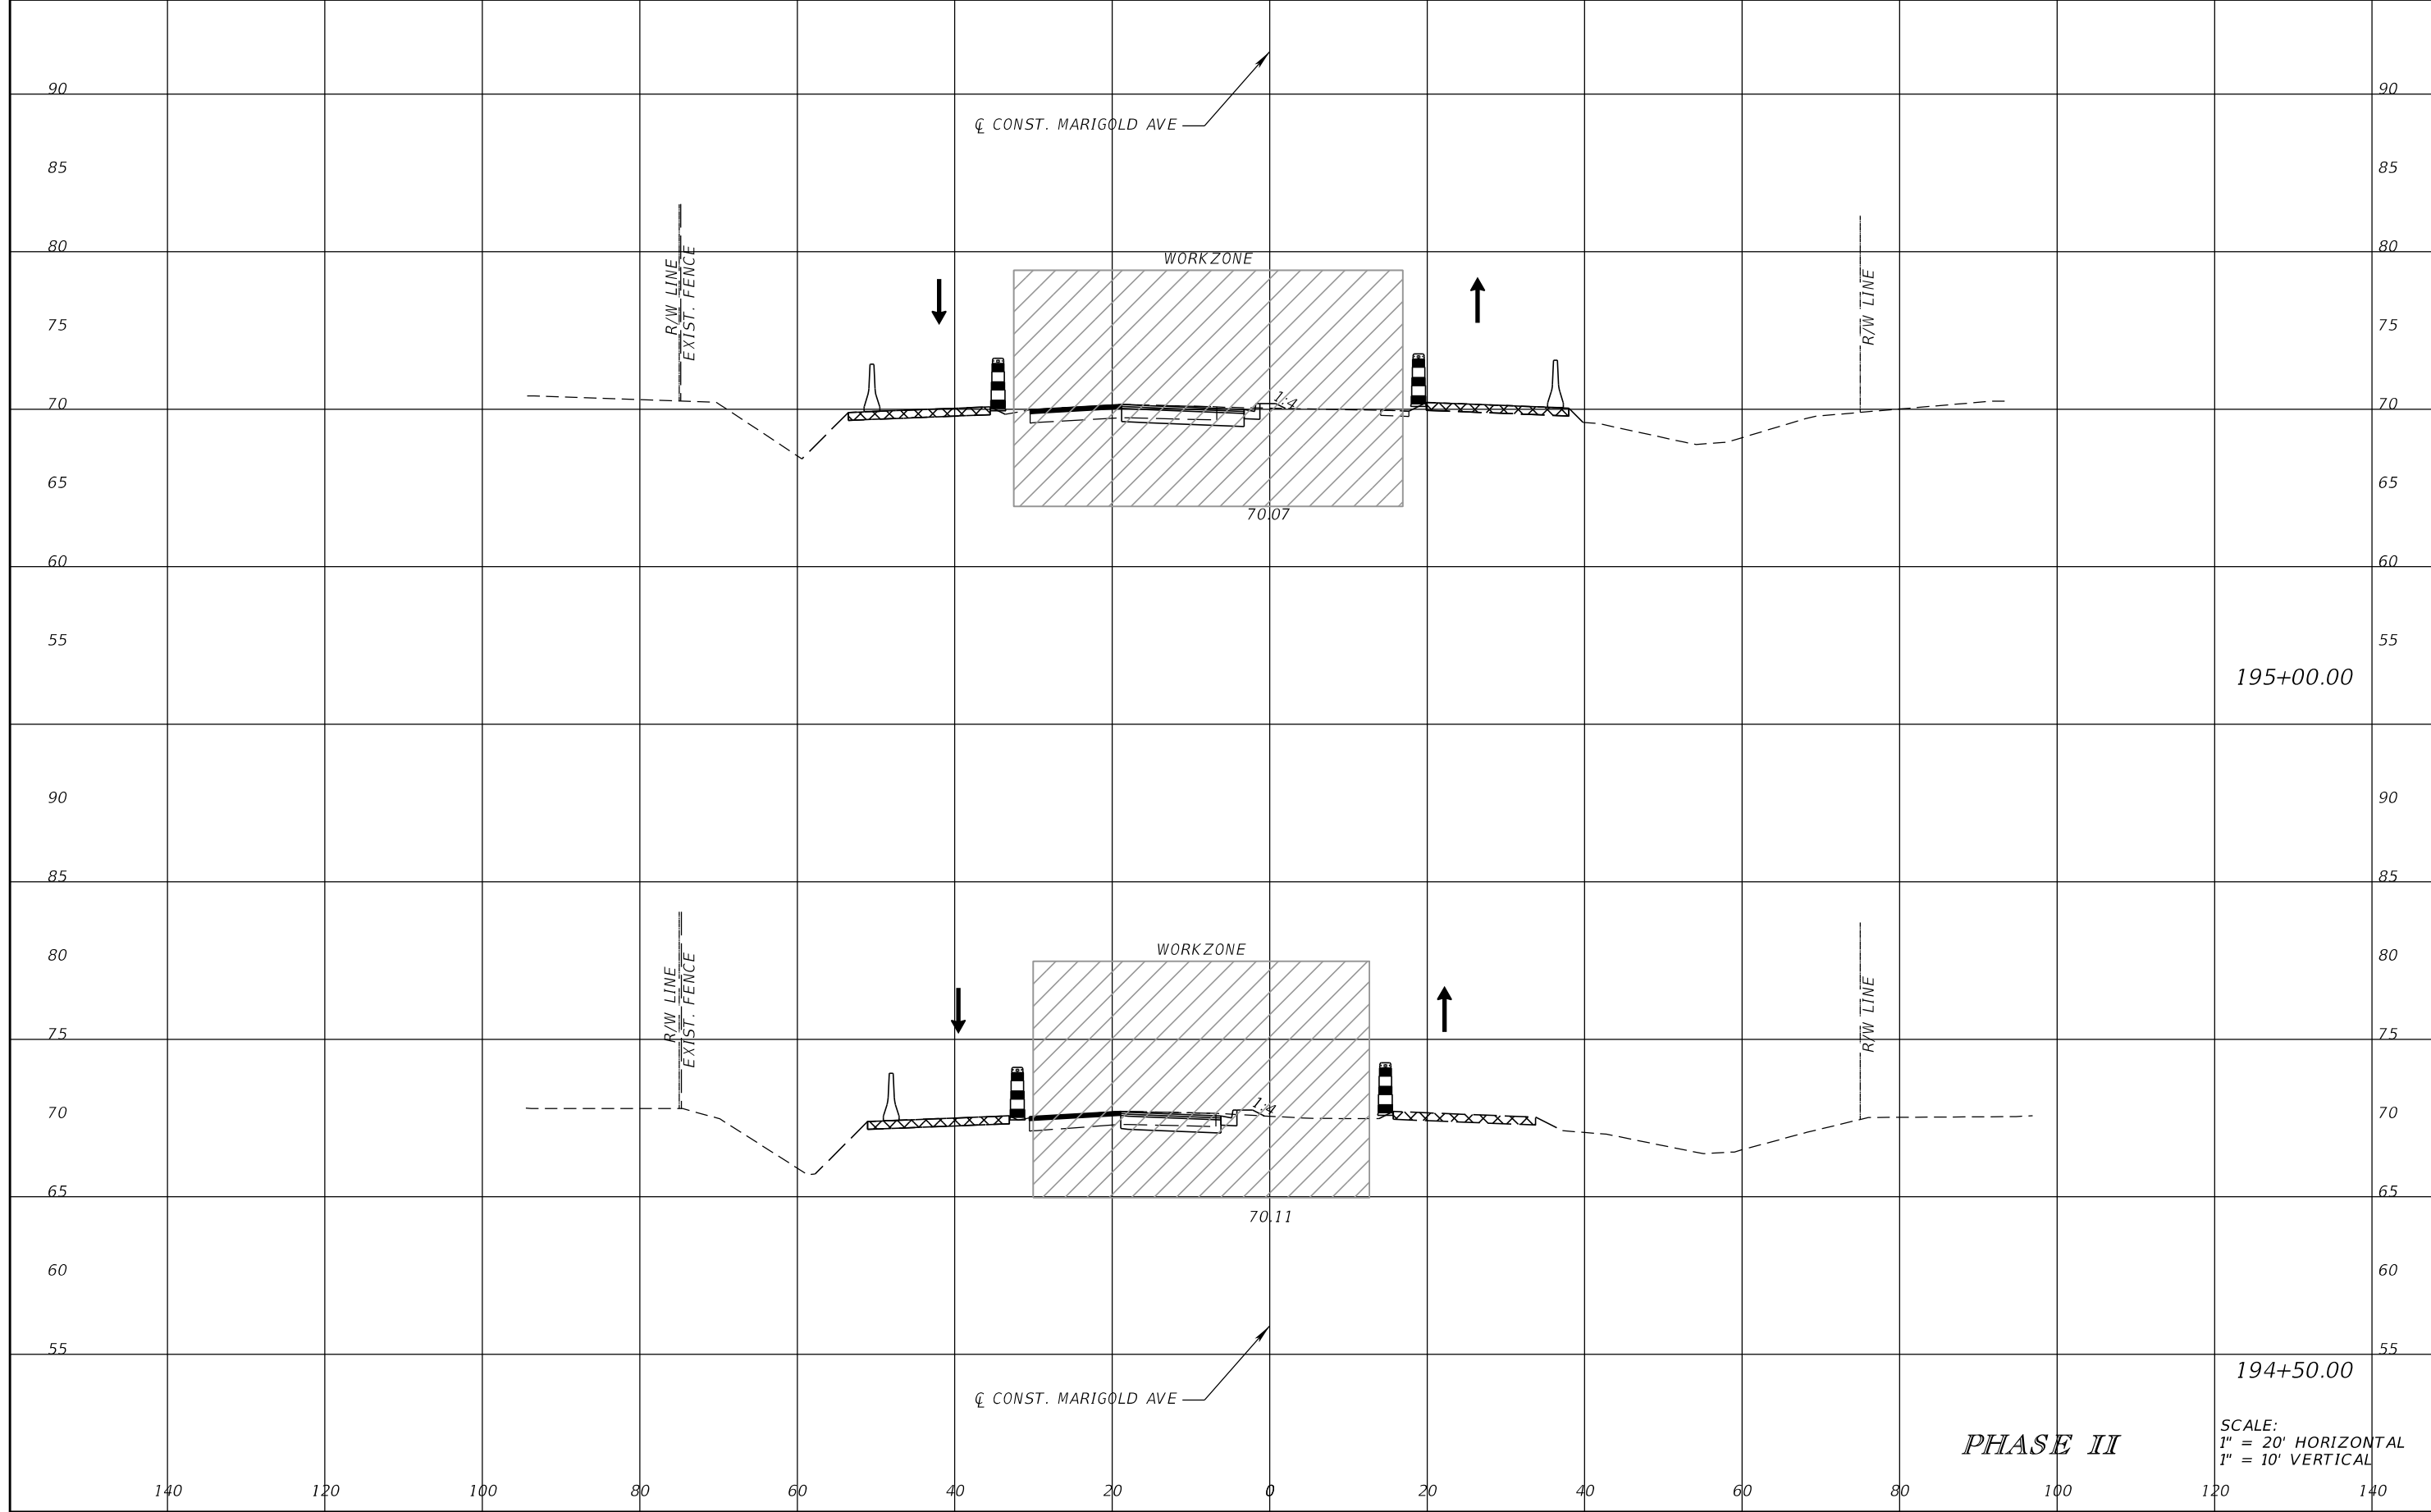 90 90
℄ CONST. MARIGOLD AVE
85 85
80 80
WORKZONE
R/W LINE
EXIST. FENCE
R/W LINE
75 75
70 70
1:4
65 65
70.07
60 60
55 55
195+00.00
90 90
85 85
80 80
WORKZONE
R/W LINE
EXIST. FENCE
R/W LINE
75 75
70 70
1:4
65 65
70.11
60 60
55 55
194+50.00
℄ CONST. MARIGOLD AVE
PHASE II
SCALE:
1" = 20' HORIZONTAL
1" = 10' VERTICAL
140 120 100 80 60 40 20 0 20 40 60 80 100 120 140